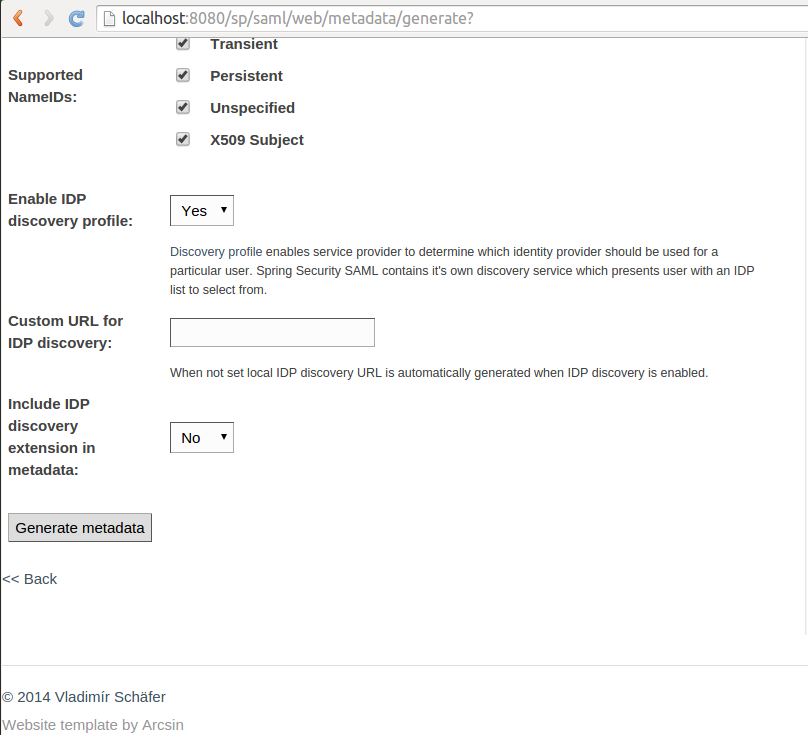 localhost:8080/sp/saml/web/metadata/generate?
Transient
Supported
NameIDs:
Persistent
Unspecified
X509 Subject
Enable IDP
discovery profile:
Yes
Discovery profile enables service provider to determine which identity provider should be used for a
particular user. Spring Security SAML contains it's own discovery service which presents user with an IDP
list to select from.
Custom URL for
IDP discovery:
When not set local IDP discovery URL is automatically generated when IDP discovery is enabled.
Include IDP
discovery
extension in
metadata:
No
Generate metadata
<< Back
© 2014 Vladimír Schäfer
Website template by Arcsin